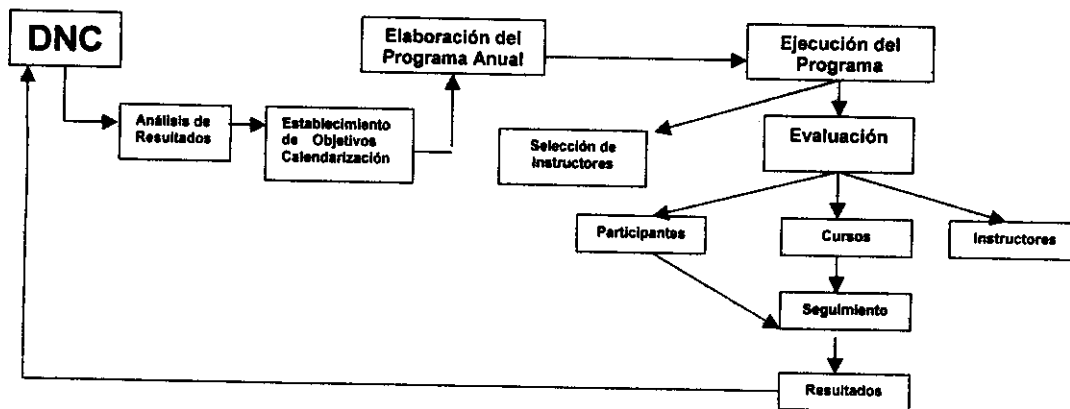 DNC
Elaboración del
Programa Anual
Ejecución del
Programa
Análisis de
Resultados
Establecimiento
de Objetivos
Calendarización
Selección de
Instructores
Evaluación
Participantes
Cursos
Instructores
Seguimiento
Resultados